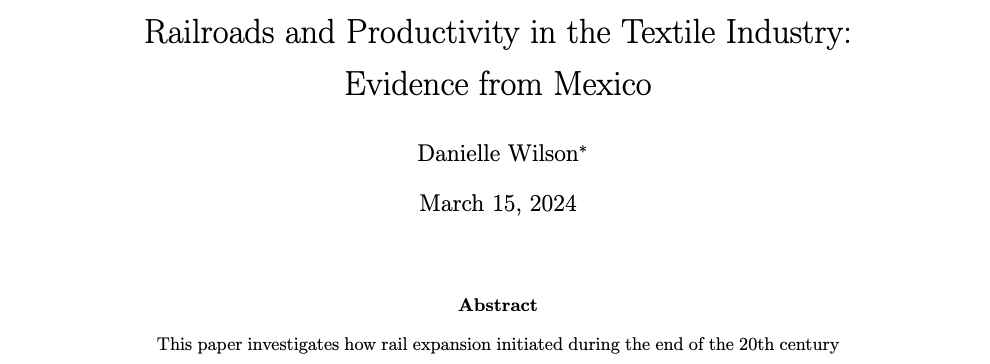 Railroads and Productivity in the Textile Industry:
Evidence from Mexico
Danielle Wilson*
March 15, 2024
Abstract
This paper investigates how rail expansion initiated during the end of the 20th century